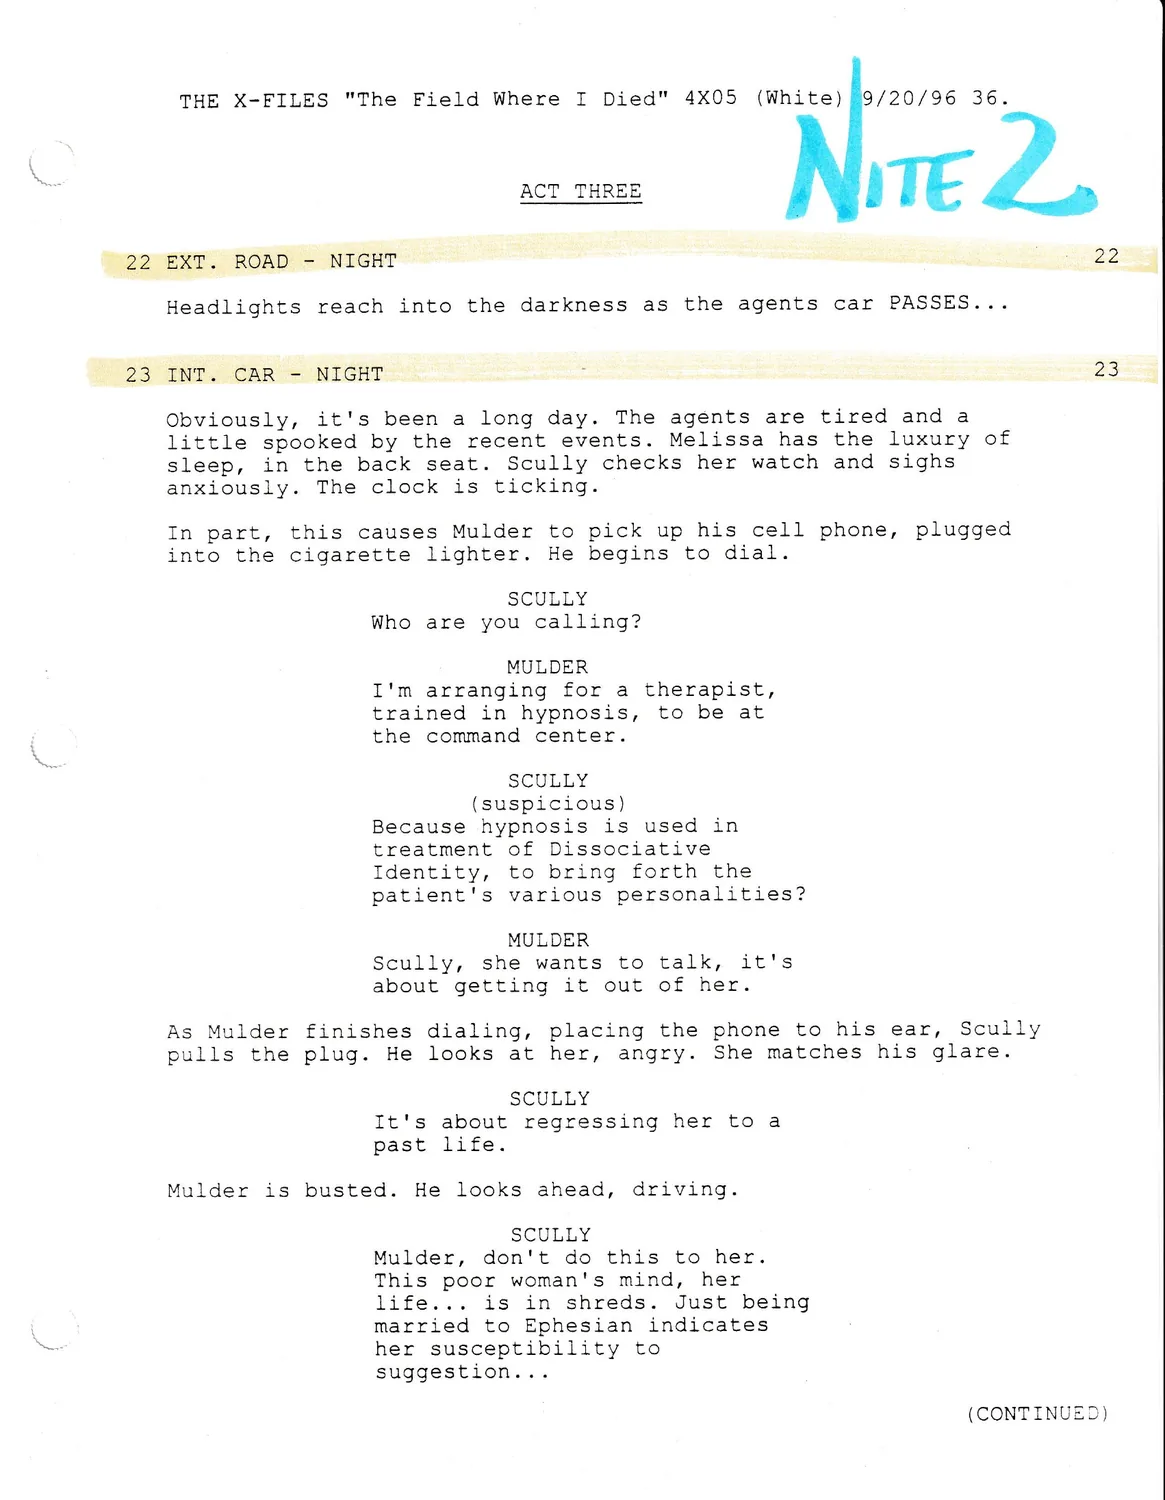 THE X-FILES "The Field Where I Died" 4X05 (White) 9/20/96 36.
NITE 2
ACT THREE
22 EXT. ROAD - NIGHT 22
Headlights reach into the darkness as the agents car PASSES...
23 INT. CAR - NIGHT 23
Obviously, it's been a long day. The agents are tired and a
little spooked by the recent events. Melissa has the luxury of
sleep, in the back seat. Scully checks her watch and sighs
anxiously. The clock is ticking.
In part, this causes Mulder to pick up his cell phone, plugged
into the cigarette lighter. He begins to dial.
SCULLY
Who are you calling?
MULDER
I'm arranging for a therapist,
trained in hypnosis, to be at
the command center.
SCULLY
(suspicious)
Because hypnosis is used in
treatment of Dissociative
Identity, to bring forth the
patient's various personalities?
MULDER
Scully, she wants to talk, it's
about getting it out of her.
As Mulder finishes dialing, placing the phone to his ear, Scully
pulls the plug. He looks at her, angry. She matches his glare.
SCULLY
It's about regressing her to a
past life.
Mulder is busted. He looks ahead, driving.
SCULLY
Mulder, don't do this to her.
This poor woman's mind, her
life... is in shreds. Just being
married to Ephesian indicates
her susceptibility to
suggestion...
(CONTINUED)